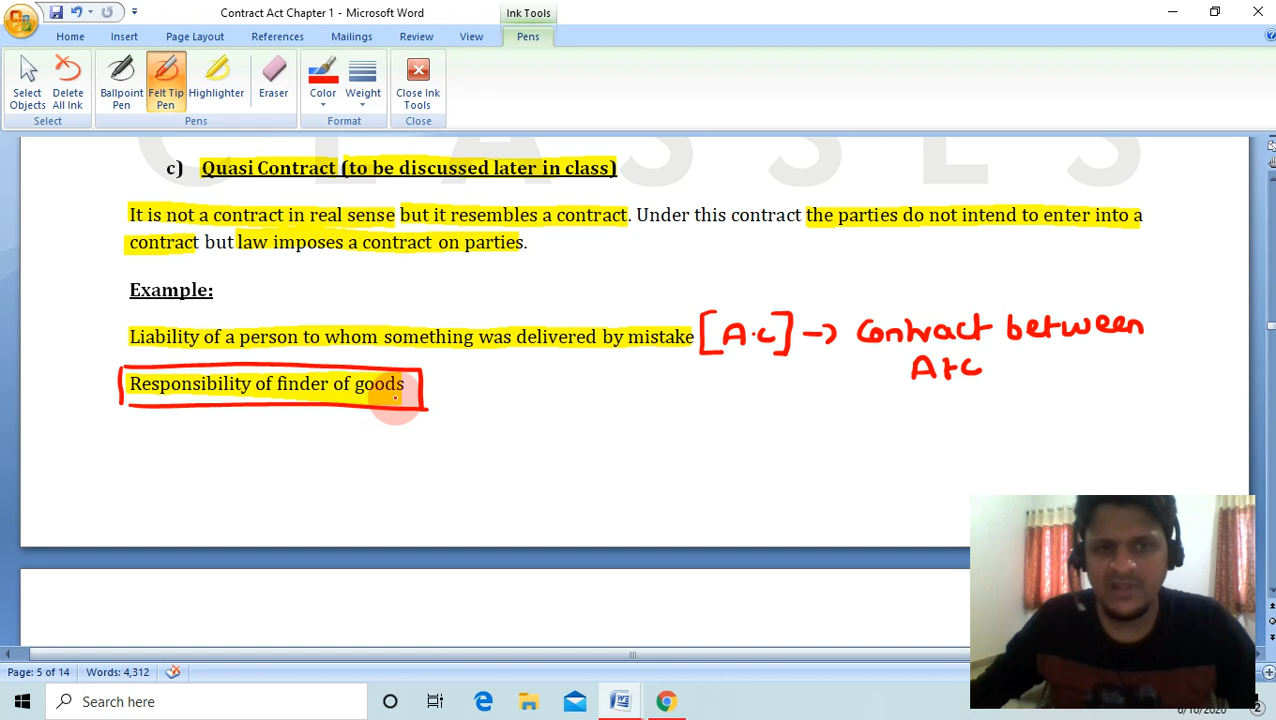 Contract Act Chapter 1 - Microsoft Word
Ink Tools
Home Insert Page Layout References Mailings Review View Pens
Select Objects
Delete All Ink
Ballpoint Pen
Felt Tip Pen
Highlighter
Eraser
Color
Weight
Close Ink Tools
Select Pens Format Close
CLASSES
c) Quasi Contract (to be discussed later in class)
It is not a contract in real sense but it resembles a contract. Under this contract the parties do not intend to enter into a
contract but law imposes a contract on parties.
Example:
Liability of a person to whom something was delivered by mistake [A.C] → Contract between
A+C
Responsibility of finder of goods
Page: 5 of 14 Words: 4,312
Search here
6/10/2020
2